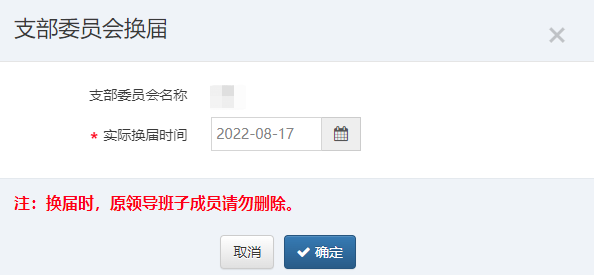 支部委员会换届
×
支部委员会名称
* 实际换届时间 2022-08-17
注：换届时，原领导班子成员请勿删除。
取消 ✔ 确定